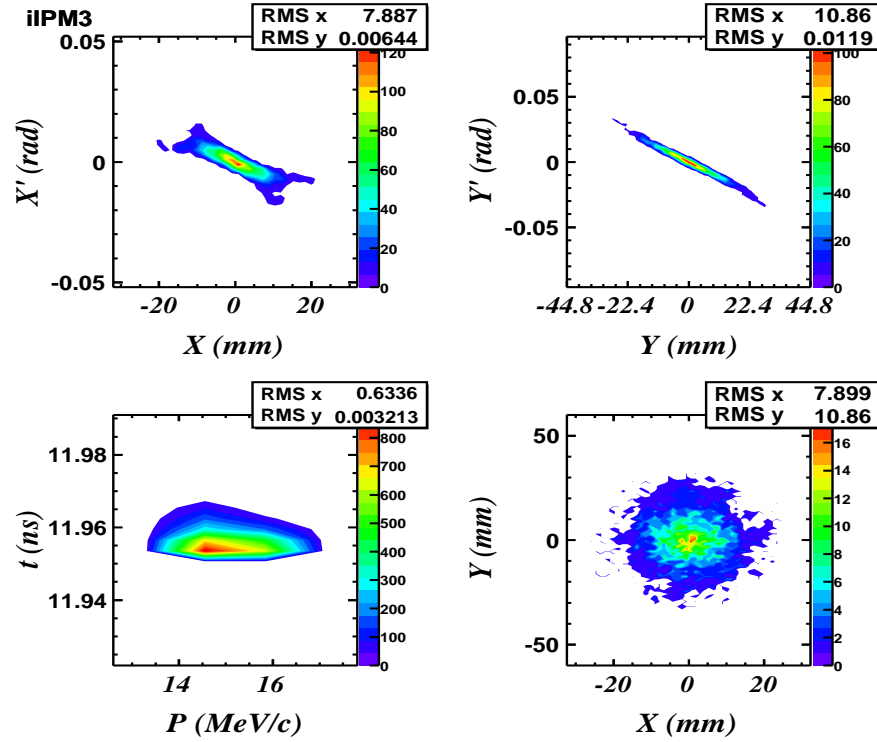 iIPM3
RMS x 7.887
RMS y 0.00644
0.05
0
-0.05
X' (rad)
-20 0 20
X (mm)
120
100
80
60
40
20
0
RMS x 10.86
RMS y 0.0119
0.05
0
-0.05
Y' (rad)
-44.8 -22.4 0 22.4 44.8
Y (mm)
100
80
60
40
20
0
RMS x 0.6336
RMS y 0.003213
11.98
11.96
11.94
t (ns)
14 16
P (MeV/c)
800
700
600
500
400
300
200
100
0
RMS x 7.899
RMS y 10.86
50
0
-50
Y (mm)
-20 0 20
X (mm)
16
14
12
10
8
6
4
2
0